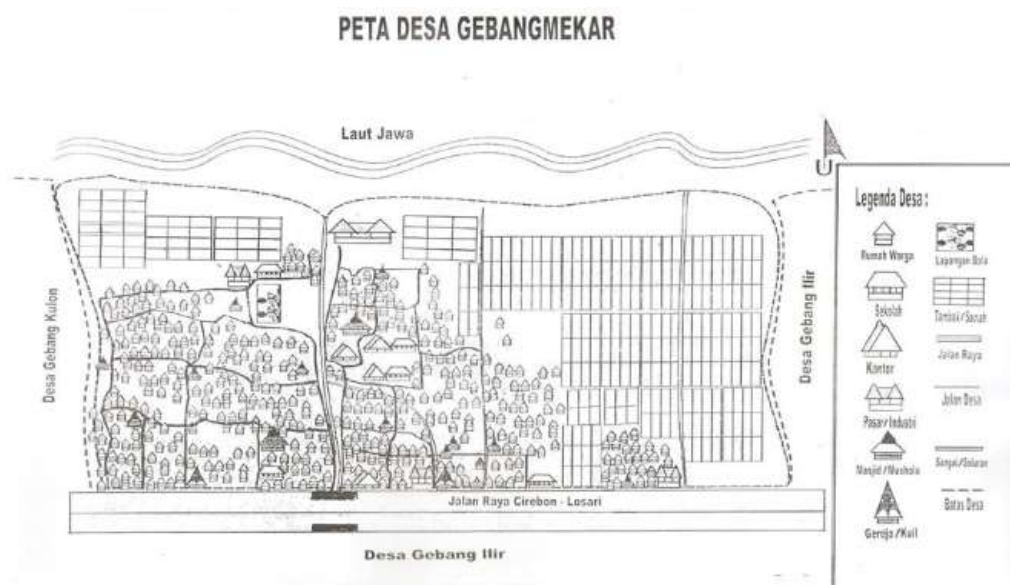 PETA DESA GEBANGMEKAR
Laut Jawa
U
Desa Gebang Kulon
Desa Gebang Ilir
Jalan Raya Cirebon - Losari
Desa Gebang Ilir
Legenda Desa :
Rumah Warga
Lapangan Bola
Sekolah
Tambak/Sawah
Kantor
Jalan Raya
Pasar/Industri
Jalan Desa
Masjid/Mushola
Sungai/Saluran
Gereja/Kuil
Batas Desa